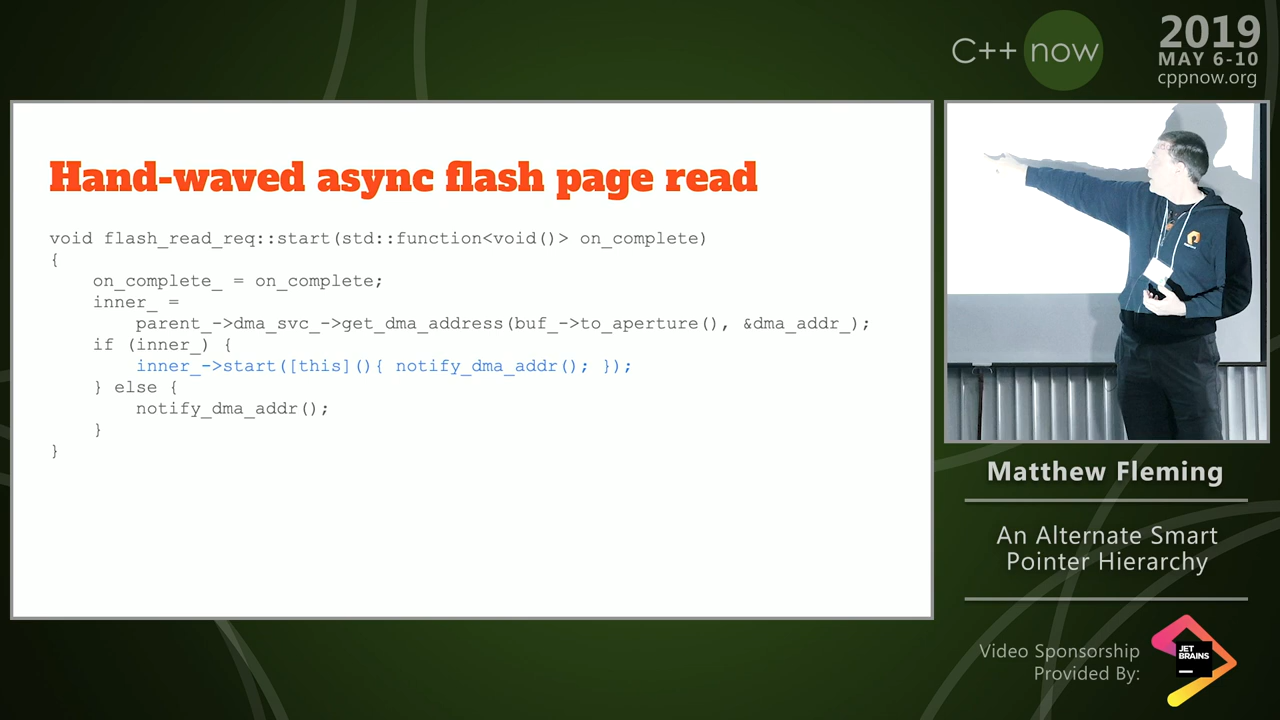 C++ now
2019
MAY 6-10
cppnow.org
Hand-waved async flash page read
void flash_read_req::start(std::function<void()> on_complete)
{
    on_complete_ = on_complete;
    inner_ =
        parent_->dma_svc_->get_dma_address(buf_->to_aperture(), &dma_addr_);
    if (inner_) {
        inner_->start([this](){ notify_dma_addr(); });
    } else {
        notify_dma_addr();
    }
}
Matthew Fleming
An Alternate Smart
Pointer Hierarchy
Video Sponsorship
Provided By:
JET
BRAINS